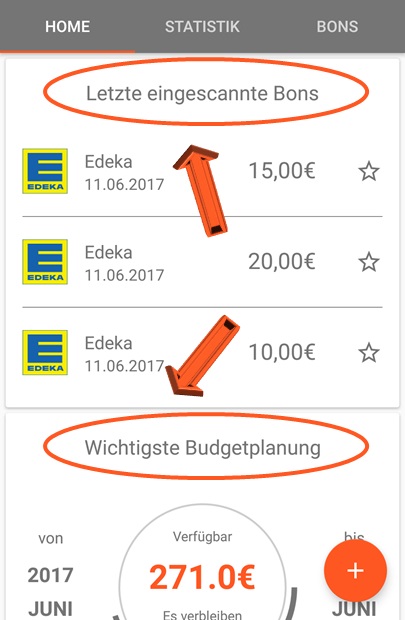 HOME STATISTIK BONS
Letzte eingescannte Bons
Edeka 15,00€
11.06.2017
EDEKA
Edeka 20,00€
11.06.2017
EDEKA
Edeka 10,00€
11.06.2017
EDEKA
Wichtigste Budgetplanung
von Verfügbar bis
2017 271.0€
JUNI Es verbleiben JUNI